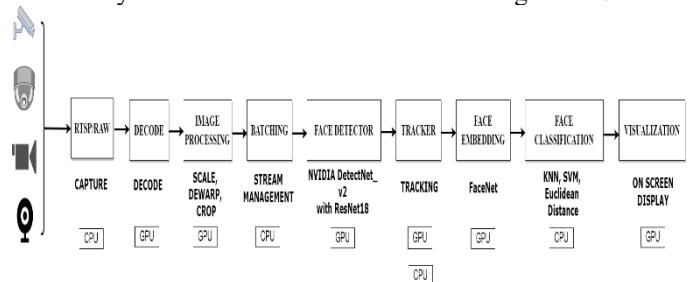 RTSP/RAW
DECODE
IMAGE
PROCESSING
BATCHING
FACE DETECTOR
TRACKER
FACE
EMBEDDING
FACE
CLASSIFICATION
VISUALIZATION
CAPTURE
DECODE
SCALE,
DEWARP,
CROP
STREAM
MANAGEMENT
NVIDIA DetectNet_
v2
with ResNet18
TRACKING
FaceNet
KNN, SVM,
Euclidean
Distance
ON SCREEN
DISPLAY
CPU
GPU
GPU
CPU
GPU
GPU
GPU
CPU
GPU
CPU